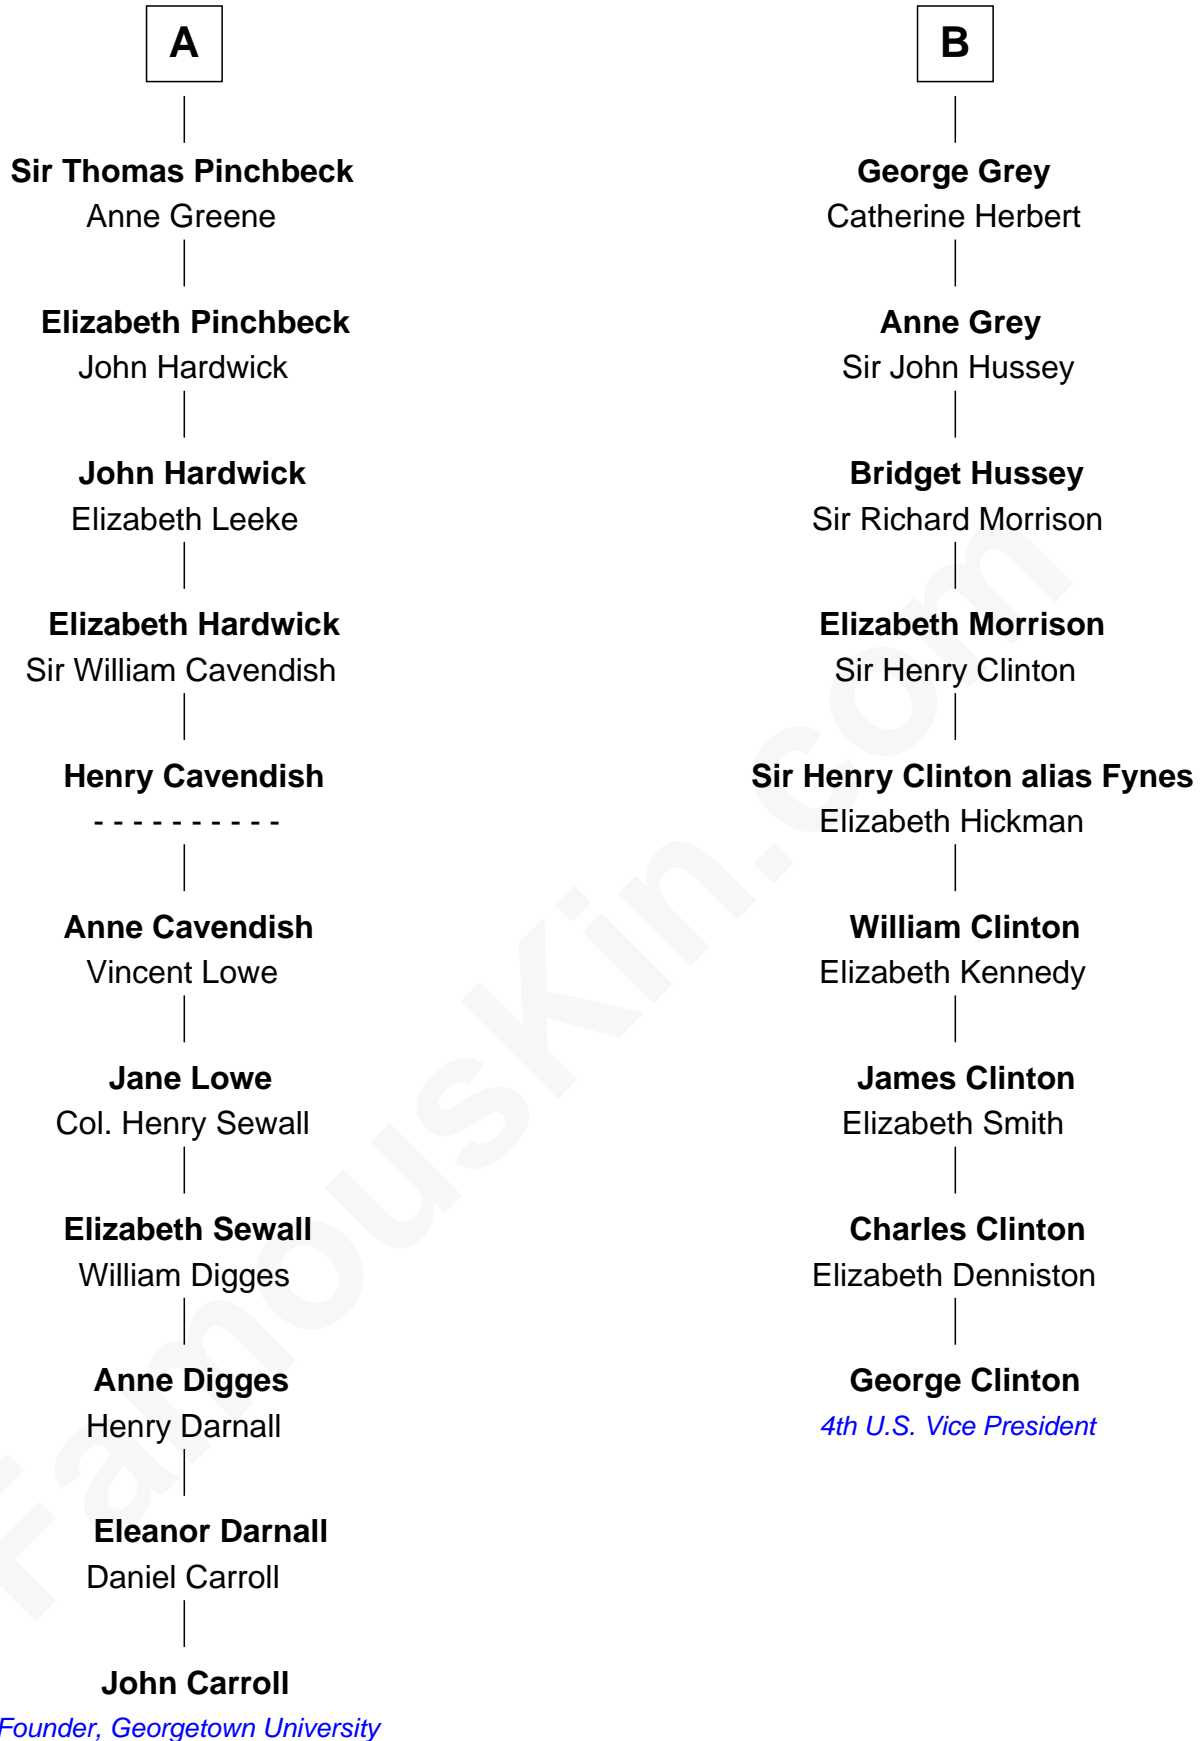 A
Sir Thomas Pinchbeck
Anne Greene
Elizabeth Pinchbeck
John Hardwick
John Hardwick
Elizabeth Leeke
Elizabeth Hardwick
Sir William Cavendish
Henry Cavendish
- - - - - - - - - -
Anne Cavendish
Vincent Lowe
Jane Lowe
Col. Henry Sewall
Elizabeth Sewall
William Digges
Anne Digges
Henry Darnall
Eleanor Darnall
Daniel Carroll
John Carroll
Founder, Georgetown University
B
George Grey
Catherine Herbert
Anne Grey
Sir John Hussey
Bridget Hussey
Sir Richard Morrison
Elizabeth Morrison
Sir Henry Clinton
Sir Henry Clinton alias Fynes
Elizabeth Hickman
William Clinton
Elizabeth Kennedy
James Clinton
Elizabeth Smith
Charles Clinton
Elizabeth Denniston
George Clinton
4th U.S. Vice President
FamousKin.com